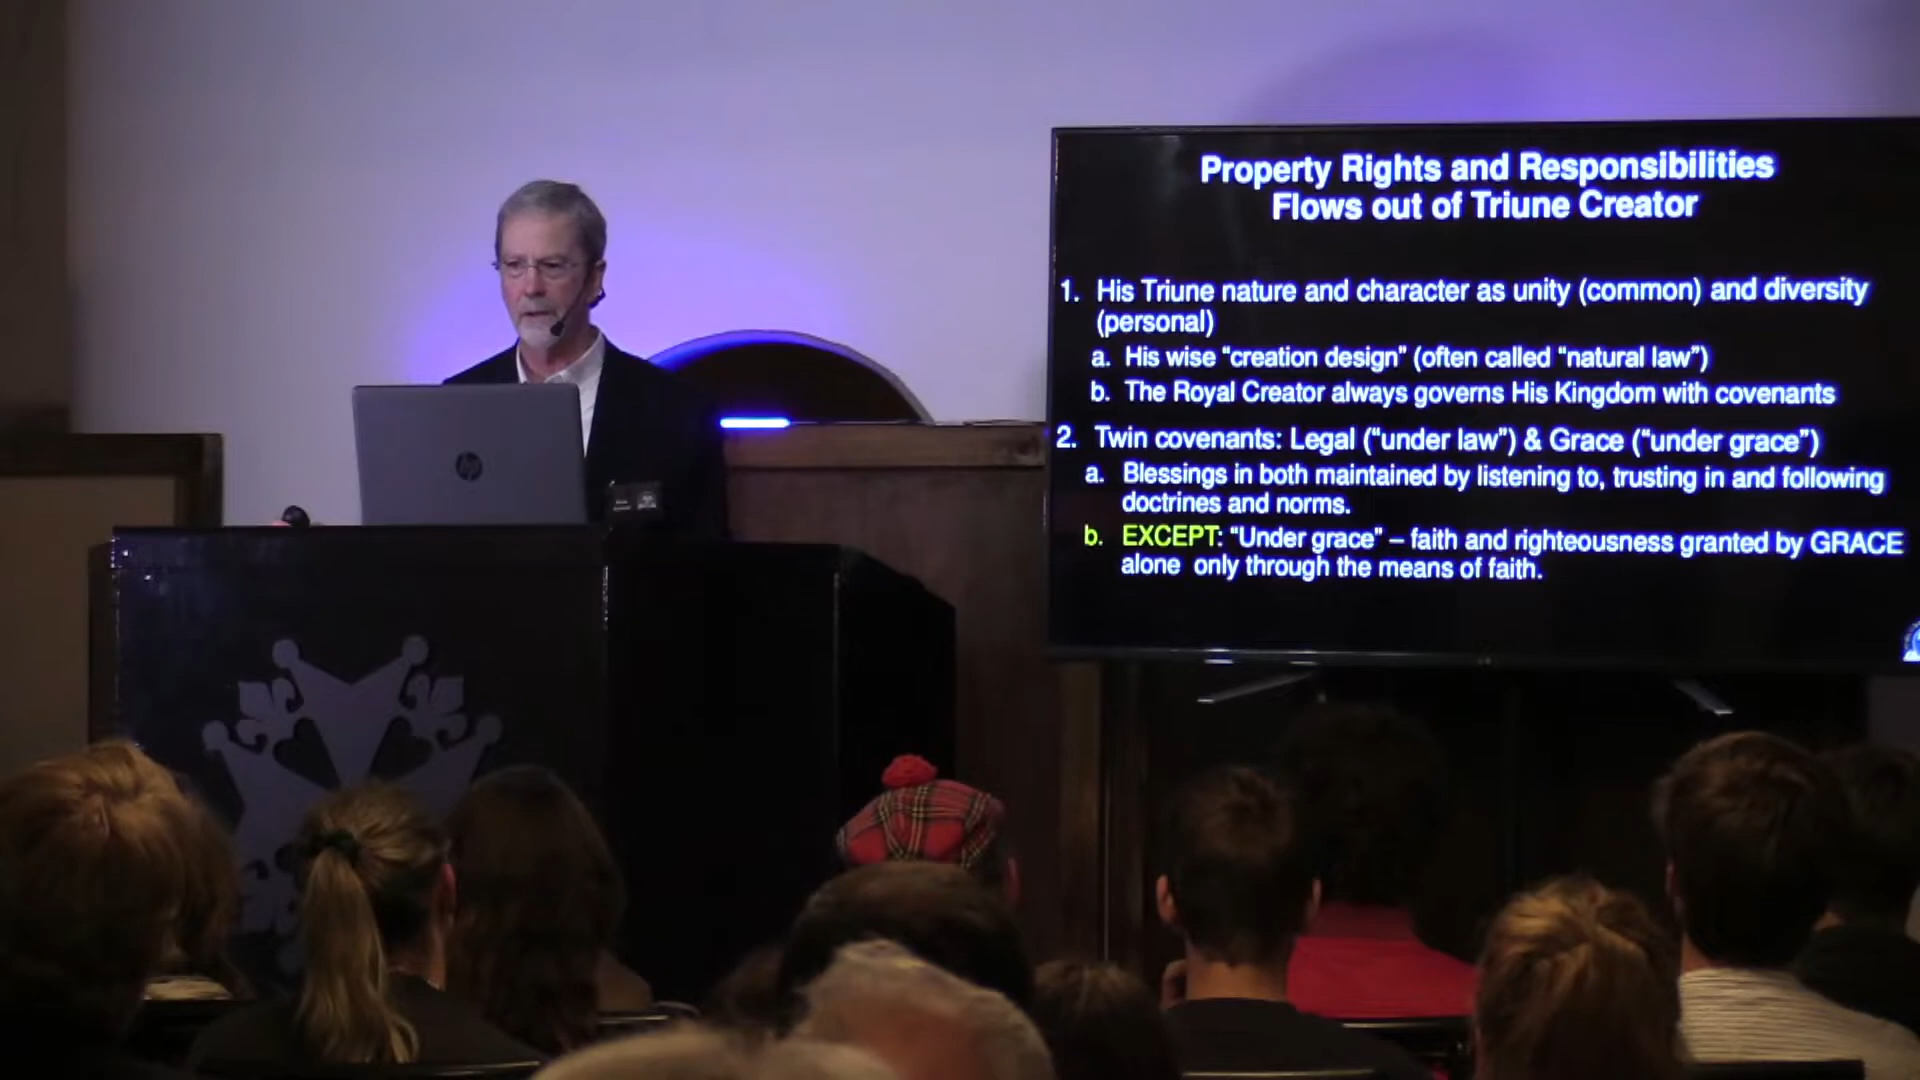 Property Rights and Responsibilities
Flows out of Triune Creator
1. His Triune nature and character as unity (common) and diversity
(personal)
a. His wise “creation design” (often called “natural law”)
b. The Royal Creator always governs His Kingdom with covenants
2. Twin covenants: Legal (“under law”) & Grace (“under grace”)
a. Blessings in both maintained by listening to, trusting in and following
doctrines and norms.
b. EXCEPT: “Under grace” – faith and righteousness granted by GRACE
alone only through the means of faith.
hp